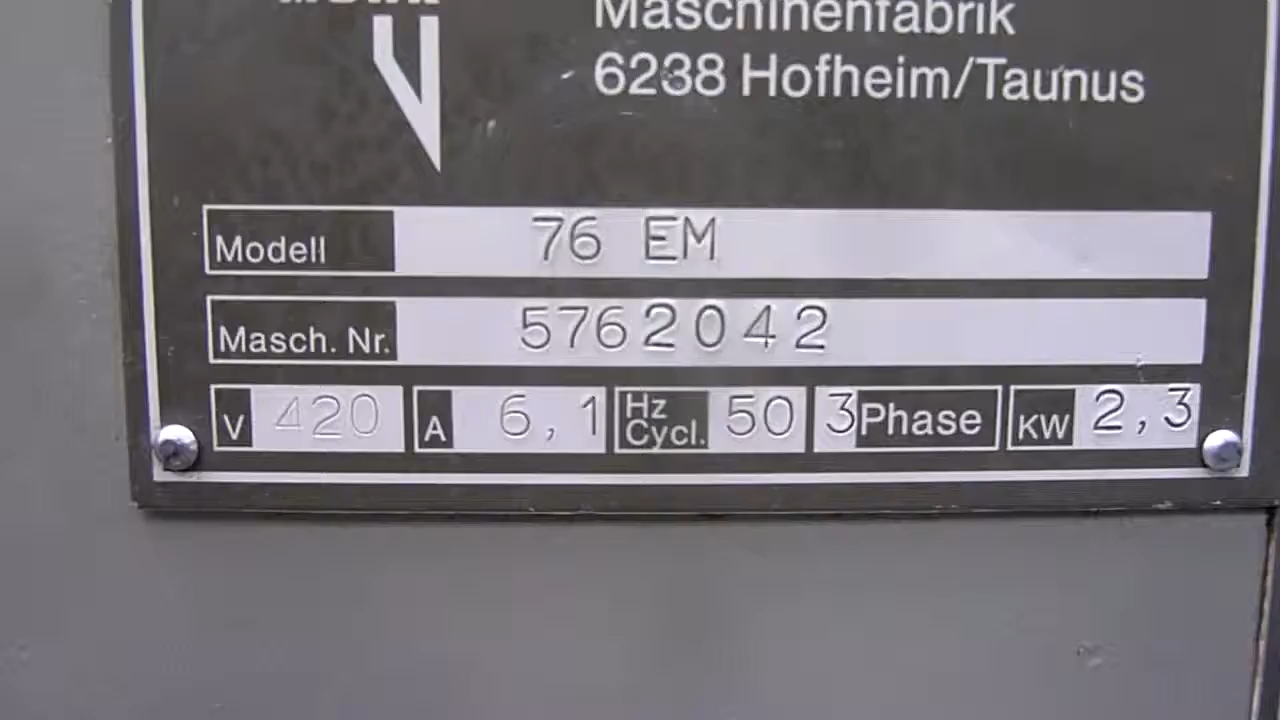 Maschinenfabrik
6238 Hofheim/Taunus
Modell 76 EM
Masch. Nr. 5762042
V 420 A 6,1 Hz Cycl. 50 3 Phase KW 2,3